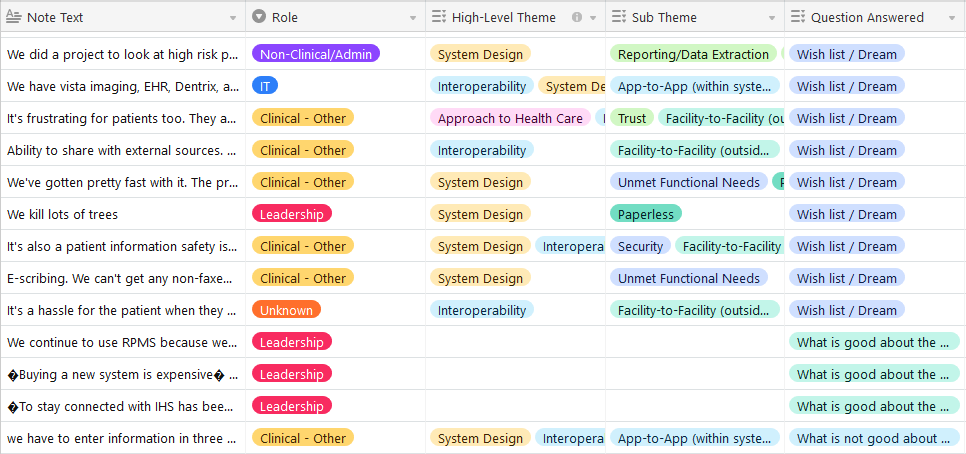 Note Text Role High-Level Theme Sub Theme Question Answered
We did a project to look at high risk p... Non-Clinical/Admin System Design Reporting/Data Extraction Wish list / Dream
We have vista imaging, EHR, Dentrix, a... IT Interoperability System De App-to-App (within syste... Wish list / Dream
It's frustrating for patients too. They a... Clinical - Other Approach to Health Care Trust Facility-to-Facility (ou Wish list / Dream
Ability to share with external sources. ... Clinical - Other Interoperability Facility-to-Facility (outsid... Wish list / Dream
We've gotten pretty fast with it. The pr... Clinical - Other System Design Unmet Functional Needs Wish list / Dream
We kill lots of trees Leadership System Design Paperless Wish list / Dream
It's also a patient information safety is... Clinical - Other System Design Interopera Security Facility-to-Facility Wish list / Dream
E-scribing. We can't get any non-faxe... Clinical - Other System Design Unmet Functional Needs Wish list / Dream
It's a hassle for the patient when they ... Unknown Interoperability Facility-to-Facility (outsid... Wish list / Dream
We continue to use RPMS because we... Leadership What is good about the ...
�Buying a new system is expensive� ... Leadership What is good about the ...
�To stay connected with IHS has bee... Leadership What is good about the ...
we have to enter information in three ... Clinical - Other System Design Interopera App-to-App (within syste... What is not good about ...